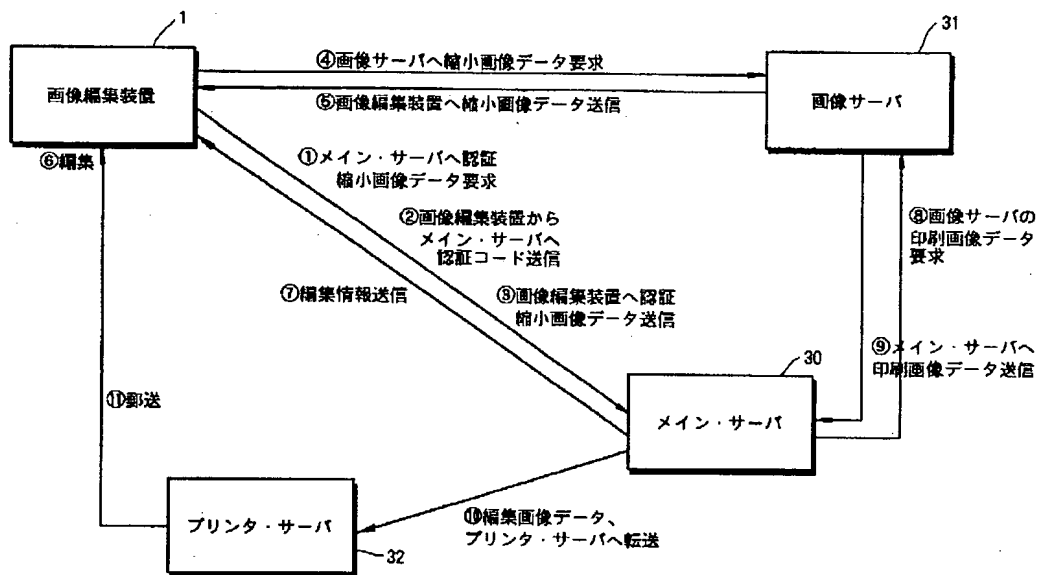 1
31
画像編集装置
④画像サーバへ縮小画像データ要求
⑤画像編集装置へ縮小画像データ送信
画像サーバ
⑥編集
①メイン・サーバへ認証
縮小画像データ要求
②画像編集装置から
メイン・サーバへ
認証コード送信
⑦編集情報送信
③画像編集装置へ認証
縮小画像データ送信
⑧画像サーバの
印刷画像データ
要求
⑨メイン・サーバへ
印刷画像データ送信
30
メイン・サーバ
⑪郵送
プリンタ・サーバ
32
⑩編集画像データ、
プリンタ・サーバへ転送